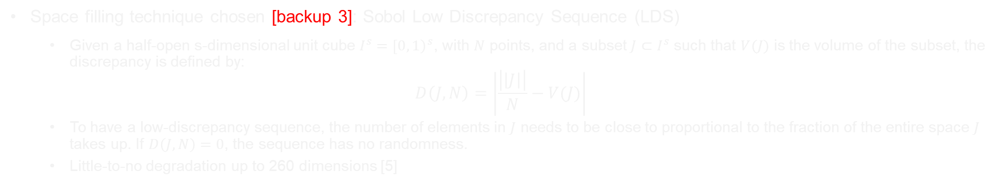 • Space filling technique chosen [backup 3]: Sobol Low Discrepancy Sequence (LDS)
• Given a half-open s-dimensional unit cube Iˢ = [0, 1)ˢ, with N points, and a subset J ⊂ Iˢ such that V(J) is the volume of the subset, the
discrepancy is defined by:
D(J, N) = | ||J|| / N − V(J) |
• To have a low-discrepancy sequence, the number of elements in J needs to be close to proportional to the fraction of the entire space J
takes up. If D(J, N) = 0, the sequence has no randomness.
• Little-to-no degradation up to 260 dimensions [5]